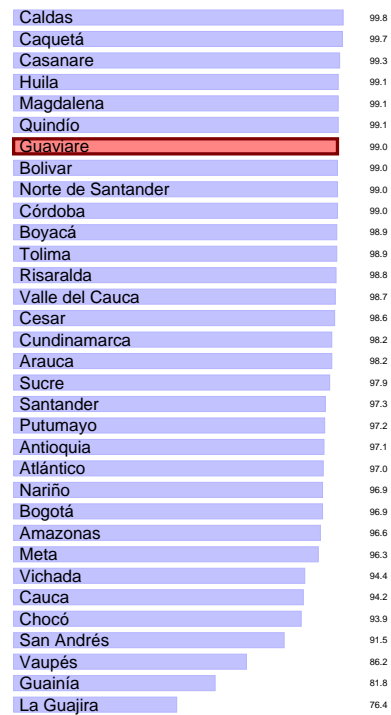 Caldas 99.8
Caquetá 99.7
Casanare 99.3
Huila 99.1
Magdalena 99.1
Quindío 99.1
Guaviare 99.0
Bolivar 99.0
Norte de Santander 99.0
Córdoba 99.0
Boyacá 98.9
Tolima 98.9
Risaralda 98.8
Valle del Cauca 98.7
Cesar 98.6
Cundinamarca 98.2
Arauca 98.2
Sucre 97.9
Santander 97.3
Putumayo 97.2
Antioquia 97.1
Atlántico 97.0
Nariño 96.9
Bogotá 96.9
Amazonas 96.6
Meta 96.3
Vichada 94.4
Cauca 94.2
Chocó 93.9
San Andrés 91.5
Vaupés 86.2
Guainía 81.8
La Guajira 76.4